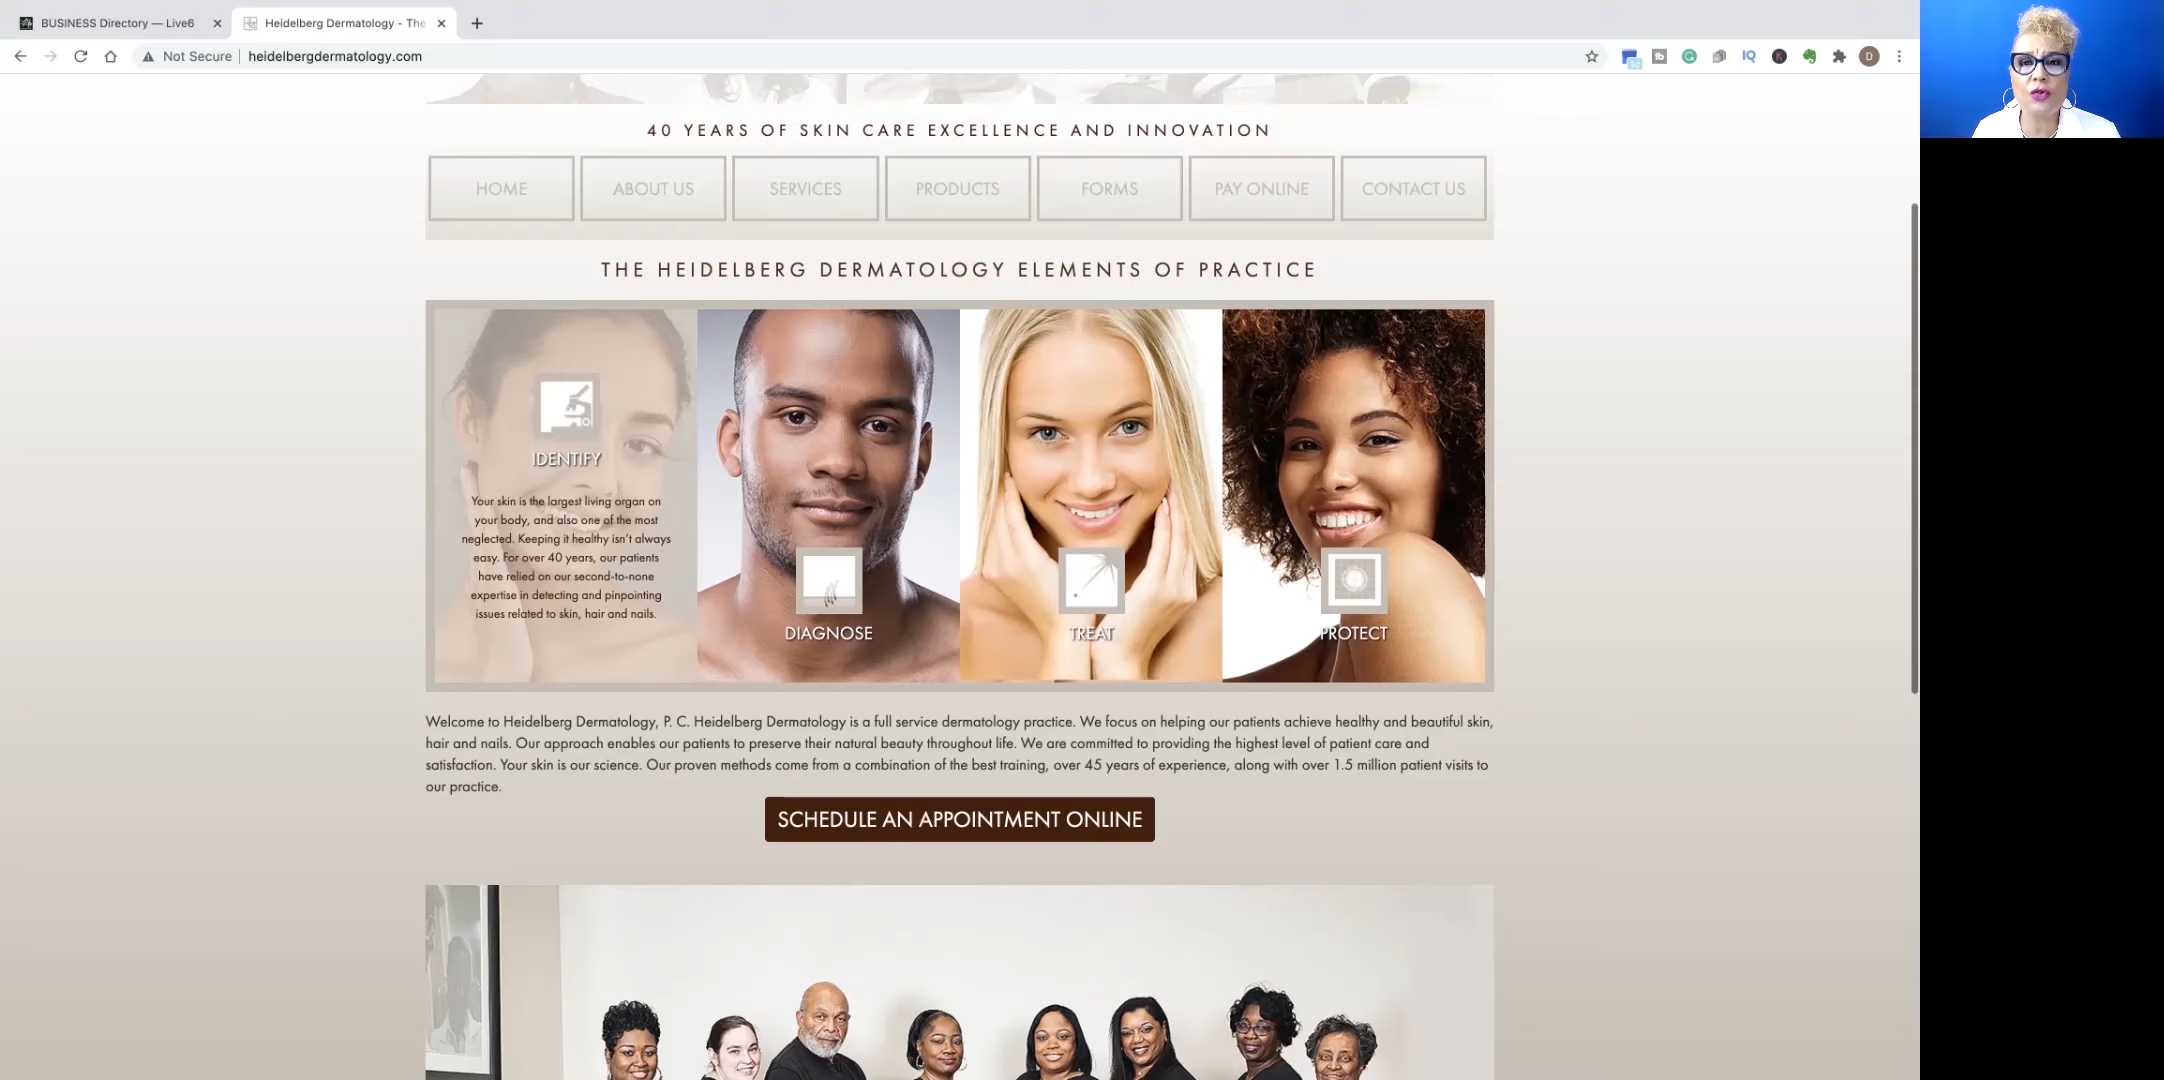 BUSINESS Directory — Live6
Heidelberg Dermatology - The
Not Secure
heidelbergdermatology.com
IQ
D
40 YEARS OF SKIN CARE EXCELLENCE AND INNOVATION
HOME
ABOUT US
SERVICES
PRODUCTS
FORMS
PAY ONLINE
CONTACT US
THE HEIDELBERG DERMATOLOGY ELEMENTS OF PRACTICE
IDENTIFY
Your skin is the largest living organ on
your body, and also one of the most
neglected. Keeping it healthy isn't always
easy. For over 40 years, our patients
have relied on our second-to-none
expertise in detecting and pinpointing
issues related to skin, hair and nails.
DIAGNOSE
TREAT
PROTECT
Welcome to Heidelberg Dermatology, P. C. Heidelberg Dermatology is a full service dermatology practice. We focus on helping our patients achieve healthy and beautiful skin,
hair and nails. Our approach enables our patients to preserve their natural beauty throughout life. We are committed to providing the highest level of patient care and
satisfaction. Your skin is our science. Our proven methods come from a combination of the best training, over 45 years of experience, along with over 1.5 million patient visits to
our practice.
SCHEDULE AN APPOINTMENT ONLINE